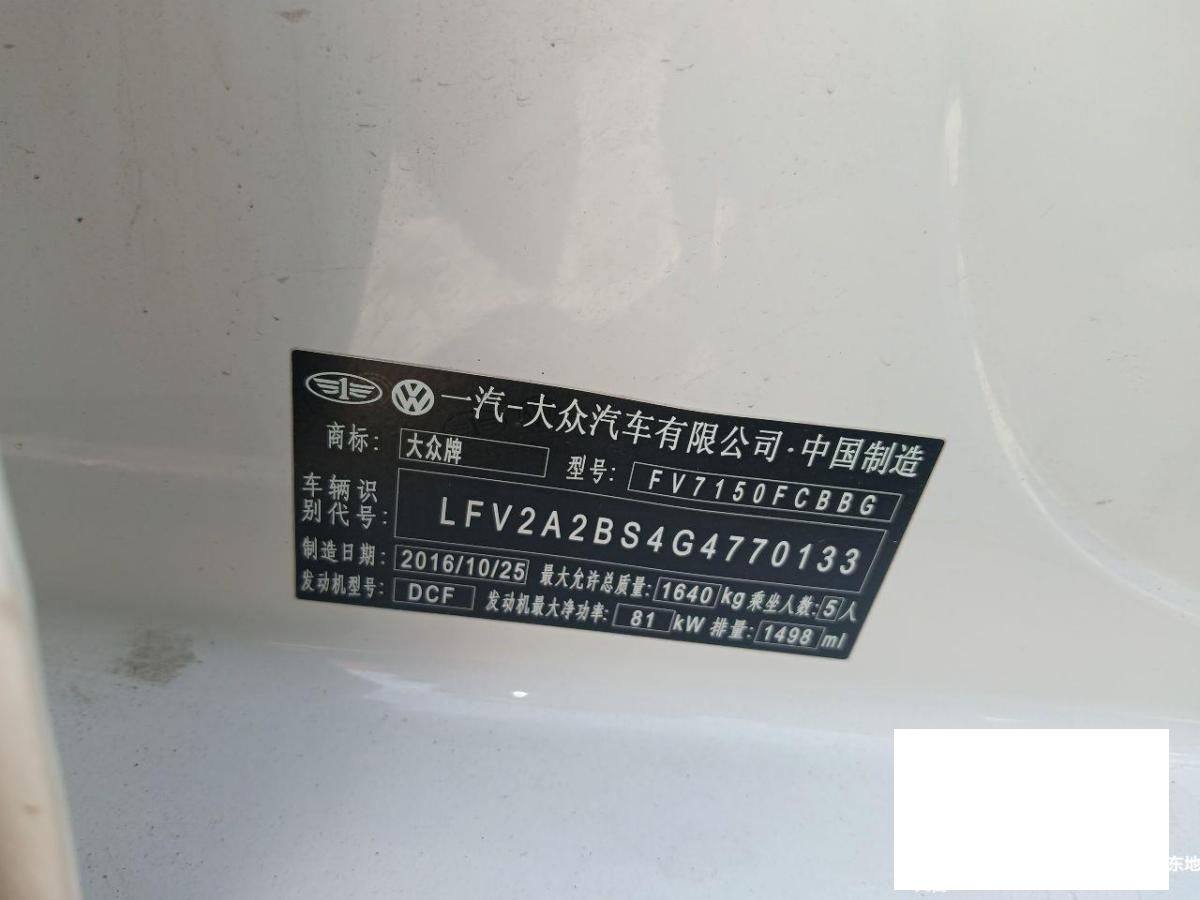 一汽-大众汽车有限公司·中国制造
商标: 大众牌 型号: FV7150FCBBG
车辆识别代号: LFV2A2BS4G4770133
制造日期: 2016/10/25 最大允许总质量: 1640 kg 乘坐人数: 5 人
发动机型号: DCF 发动机最大净功率: 81 kW 排量: 1498 ml
东地